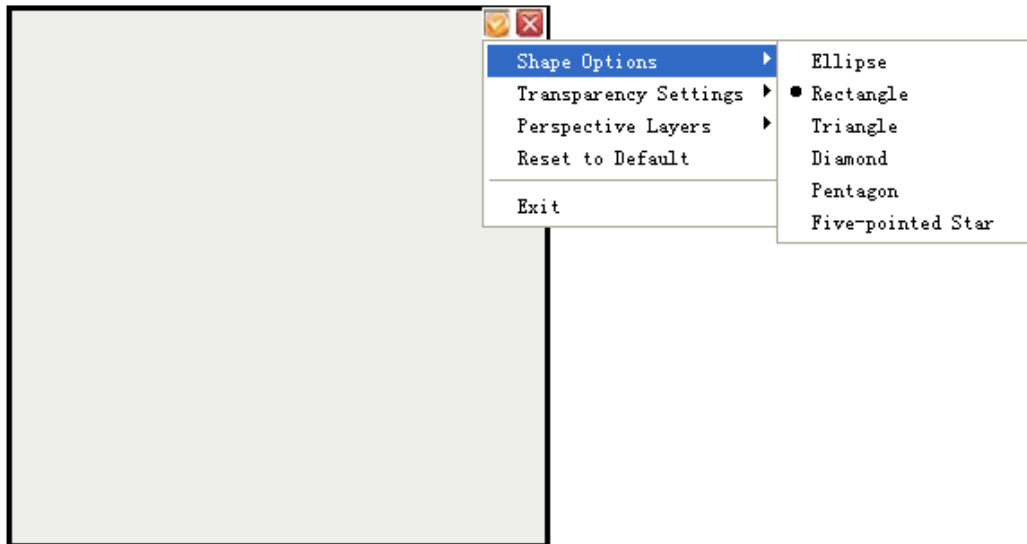 Shape Options
Transparency Settings
Perspective Layers
Reset to Default
Exit
Ellipse
Rectangle
Triangle
Diamond
Pentagon
Five-pointed Star